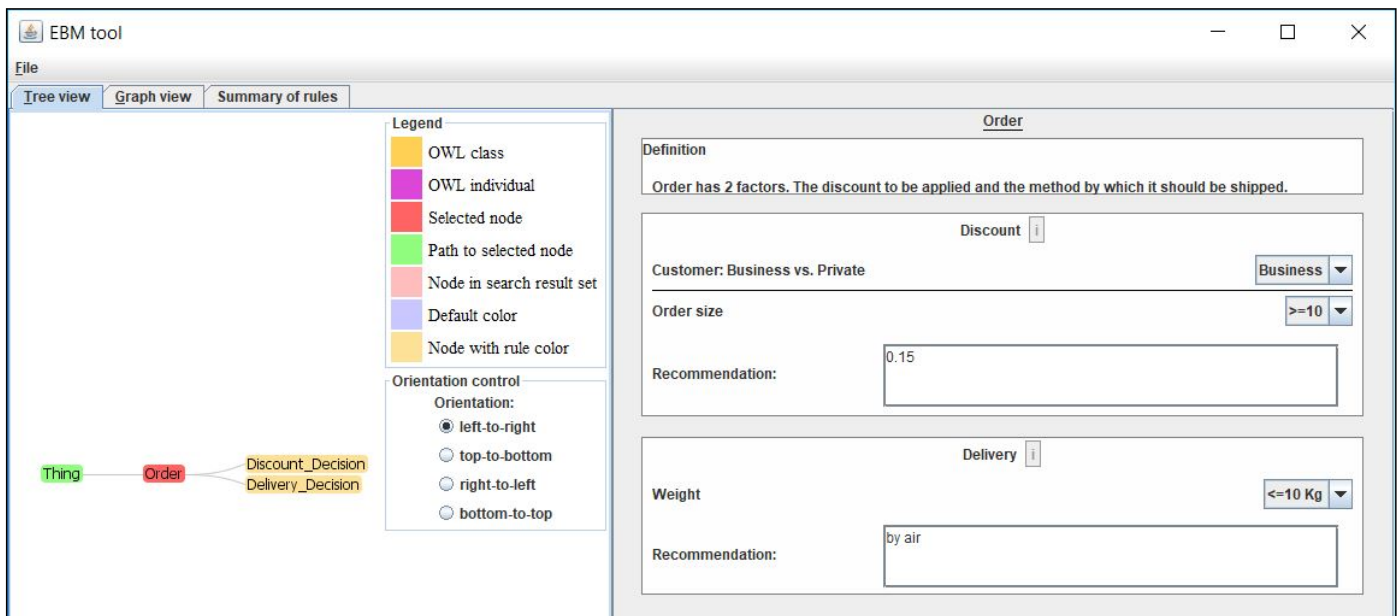 EBM tool
File
Tree view Graph view Summary of rules
Legend
OWL class
OWL individual
Selected node
Path to selected node
Node in search result set
Default color
Node with rule color
Orientation control
Orientation:
left-to-right
top-to-bottom
right-to-left
bottom-to-top
Thing Order Discount_Decision
Delivery_Decision
Order
Definition
Order has 2 factors. The discount to be applied and the method by which it should be shipped.
Discount i
Customer: Business vs. Private Business
Order size >=10
Recommendation: 0.15
Delivery i
Weight <=10 Kg
Recommendation: by air